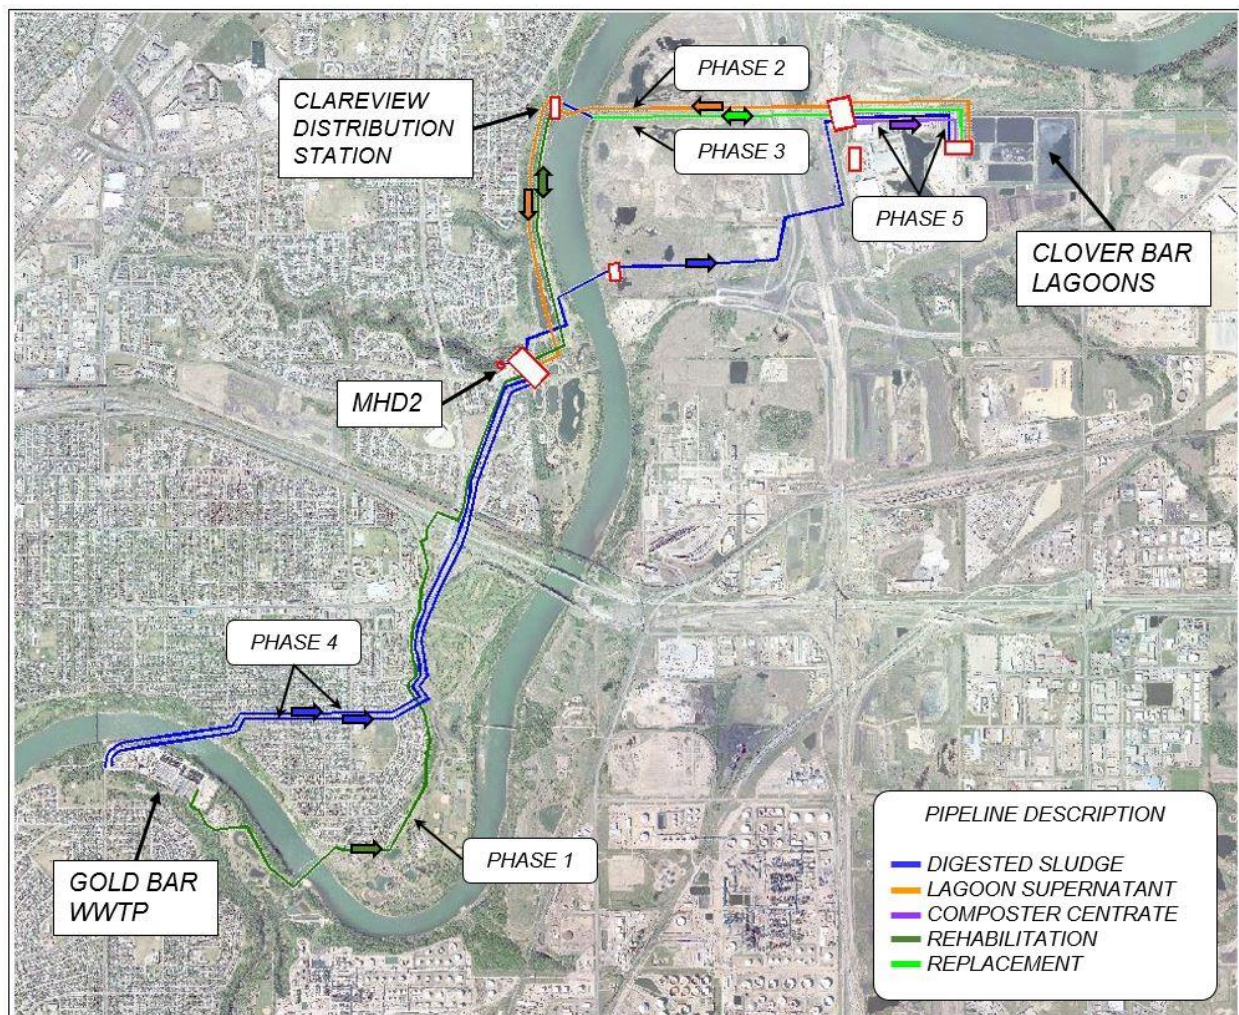 PHASE 2
CLAREVIEW
DISTRIBUTION
STATION
PHASE 3
PHASE 5
CLOVER BAR
LAGOONS
MHD2
PHASE 4
PHASE 1
GOLD BAR
WWTP
PIPELINE DESCRIPTION
DIGESTED SLUDGE
LAGOON SUPERNATANT
COMPOSTER CENTRATE
REHABILITATION
REPLACEMENT